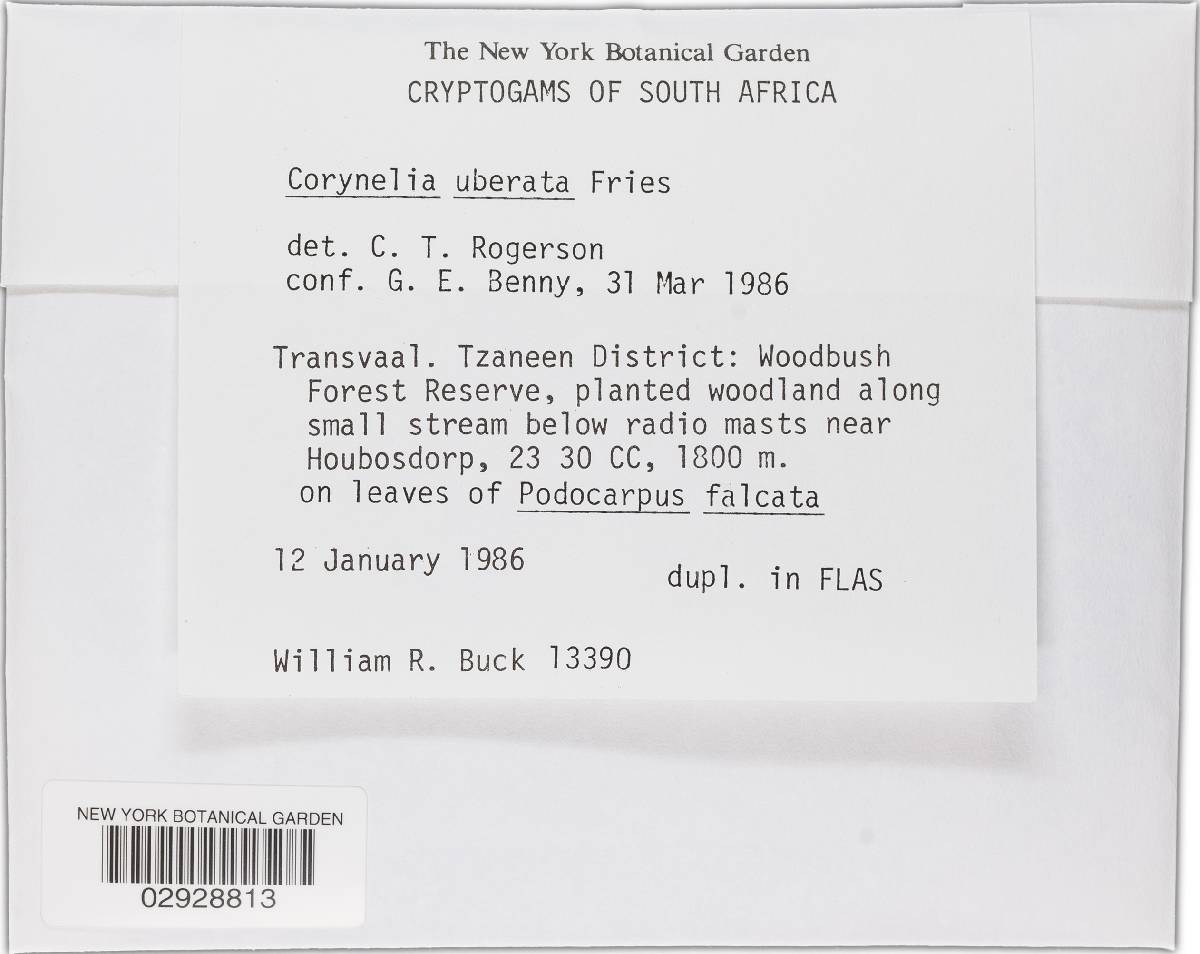 The New York Botanical Garden
CRYPTOGAMS OF SOUTH AFRICA
Corynelia uberata Fries
det. C. T. Rogerson
conf. G. E. Benny, 31 Mar 1986
Transvaal. Tzaneen District: Woodbush
Forest Reserve, planted woodland along
small stream below radio masts near
Houbosdorp, 23 30 CC, 1800 m.
on leaves of Podocarpus falcata
12 January 1986
dupl. in FLAS
William R. Buck 13390
NEW YORK BOTANICAL GARDEN
02928813